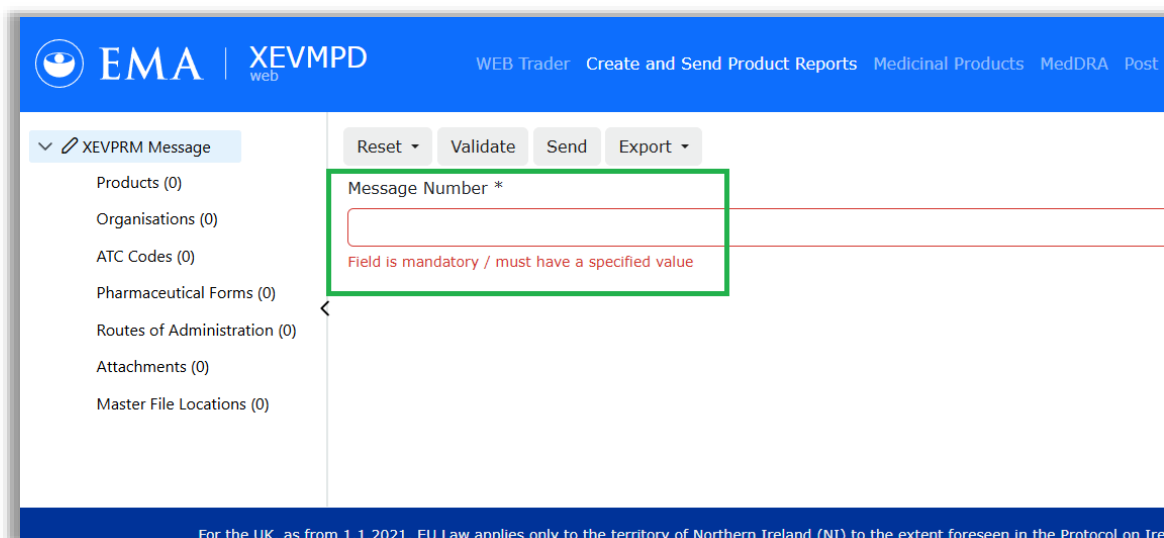 EMA | XEVMPD
web
WEB Trader Create and Send Product Reports Medicinal Products MedDRA Post
XEVPRM Message
Products (0)
Organisations (0)
ATC Codes (0)
Pharmaceutical Forms (0)
Routes of Administration (0)
Attachments (0)
Master File Locations (0)
Reset Validate Send Export
Message Number *
Field is mandatory / must have a specified value
For the UK, as from 1.1.2021, EU Law applies only to the territory of Northern Ireland (NI) to the extent foreseen in the Protocol on